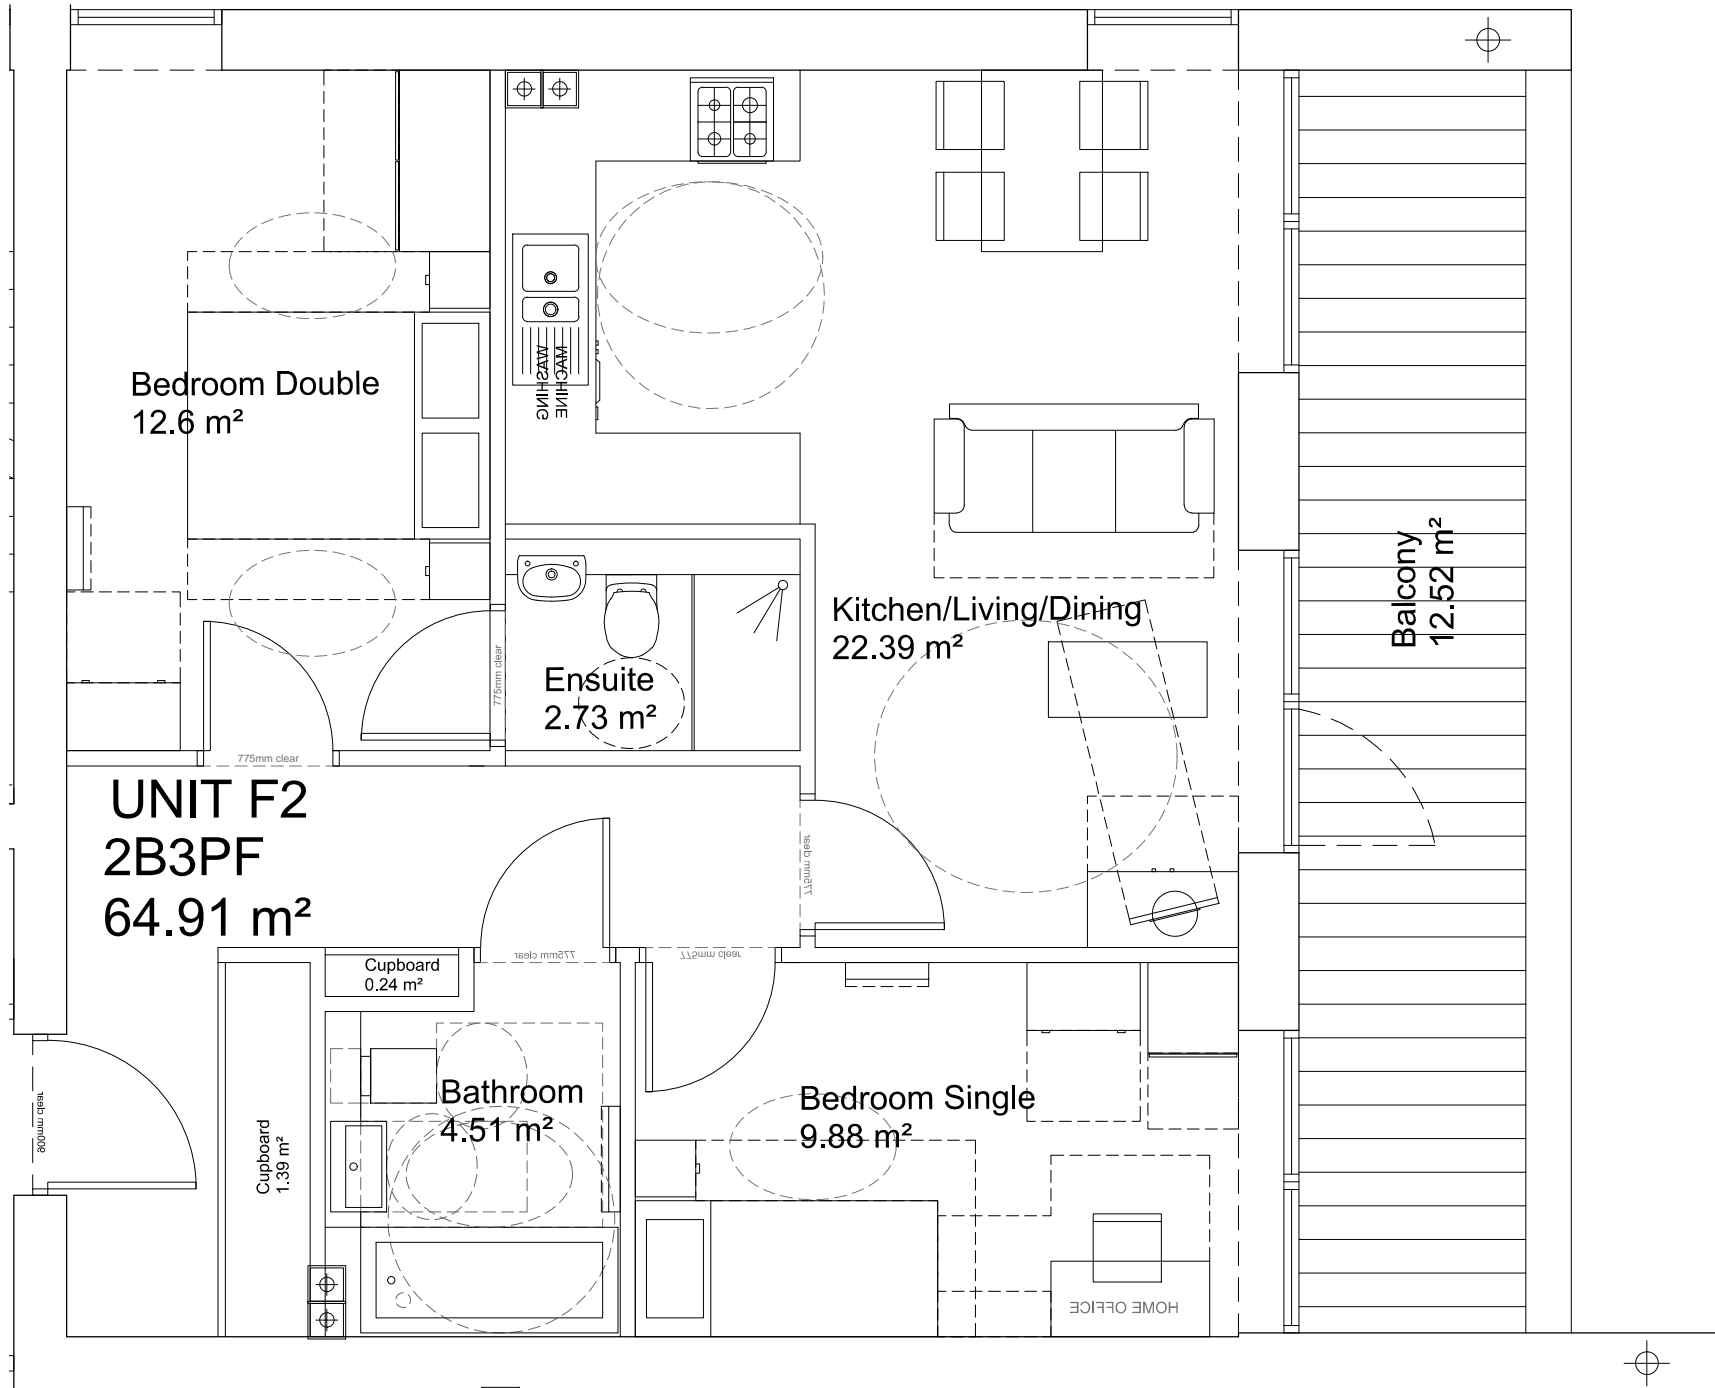 WASHING
MACHINE
Bedroom Double
12.6 m²
Balcony
12.52 m²
Kitchen/Living/Dining
22.39 m²
775mm clear
Ensuite
2.73 m²
775mm clear
UNIT F2
2B3PF
64.91 m²
775mm clear
775mm clear
775mm clear
Cupboard
0.24 m²
900mm clear
Cupboard
1.39 m²
Bathroom
4.51 m²
Bedroom Single
9.88 m²
HOME OFFICE